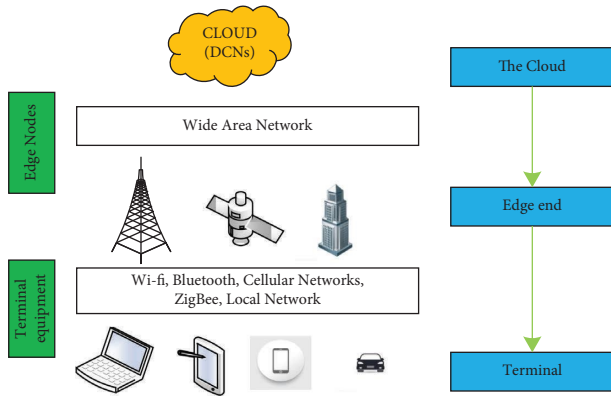 CLOUD
(DCNs)
The Cloud
Edge Nodes
Wide Area Network
Edge end
Terminal
equipment
Wi-fi, Bluetooth, Cellular Networks,
ZigBee, Local Network
Terminal